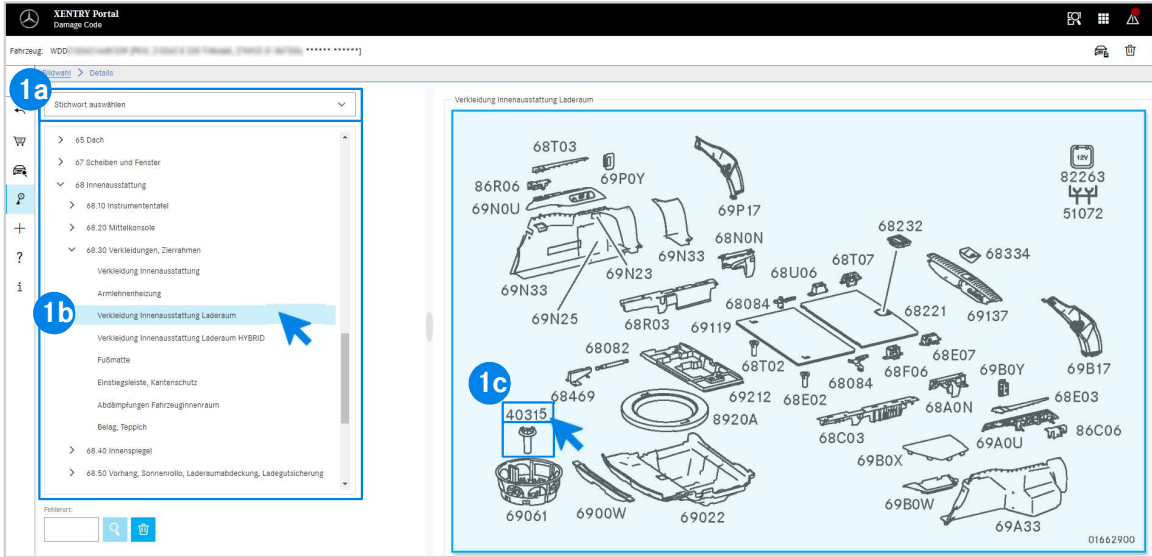 XENTRY Portal
Damage Code
Fahrzeug: WDD ****** ******]
Bildwahl > Details
1a
Stichwort auswählen
65 Dach
67 Scheiben und Fenster
68 Innenausstattung
68.10 Instrumententafel
68.20 Mittelkonsole
68.30 Verkleidungen, Zierrahmen
Verkleidung Innenausstattung
Armlehnenheizung
1b
Verkleidung Innenausstattung Laderaum
Verkleidung Innenausstattung Laderaum HYBRID
Fußmatte
Einstiegsleiste, Kantenschutz
Abdämpfungen Fahrzeuginnenraum
Belag, Teppich
68.40 Innenspiegel
68.50 Vorhang, Sonnenrollo, Laderaumabdeckung, Ladegutsicherung
Fehlerort:
?
i
Verkleidung Innenausstattung Laderaum
68T03
69P0Y
86R06
69N0U
69P17
12V
82263
51072
68232
69N33
68N0N
68334
69N23
68U06
68T07
69N33
68084
68221
69137
69N25
68R03
69119
68082
68T02
68E07
69B17
1c
68469
69212
68E02
68084
68F06
69B0Y
40315
8920A
68A0N
68E03
68C03
69A0U
86C06
69B0X
69061
6900W
69022
69B0W
69A33
01662900